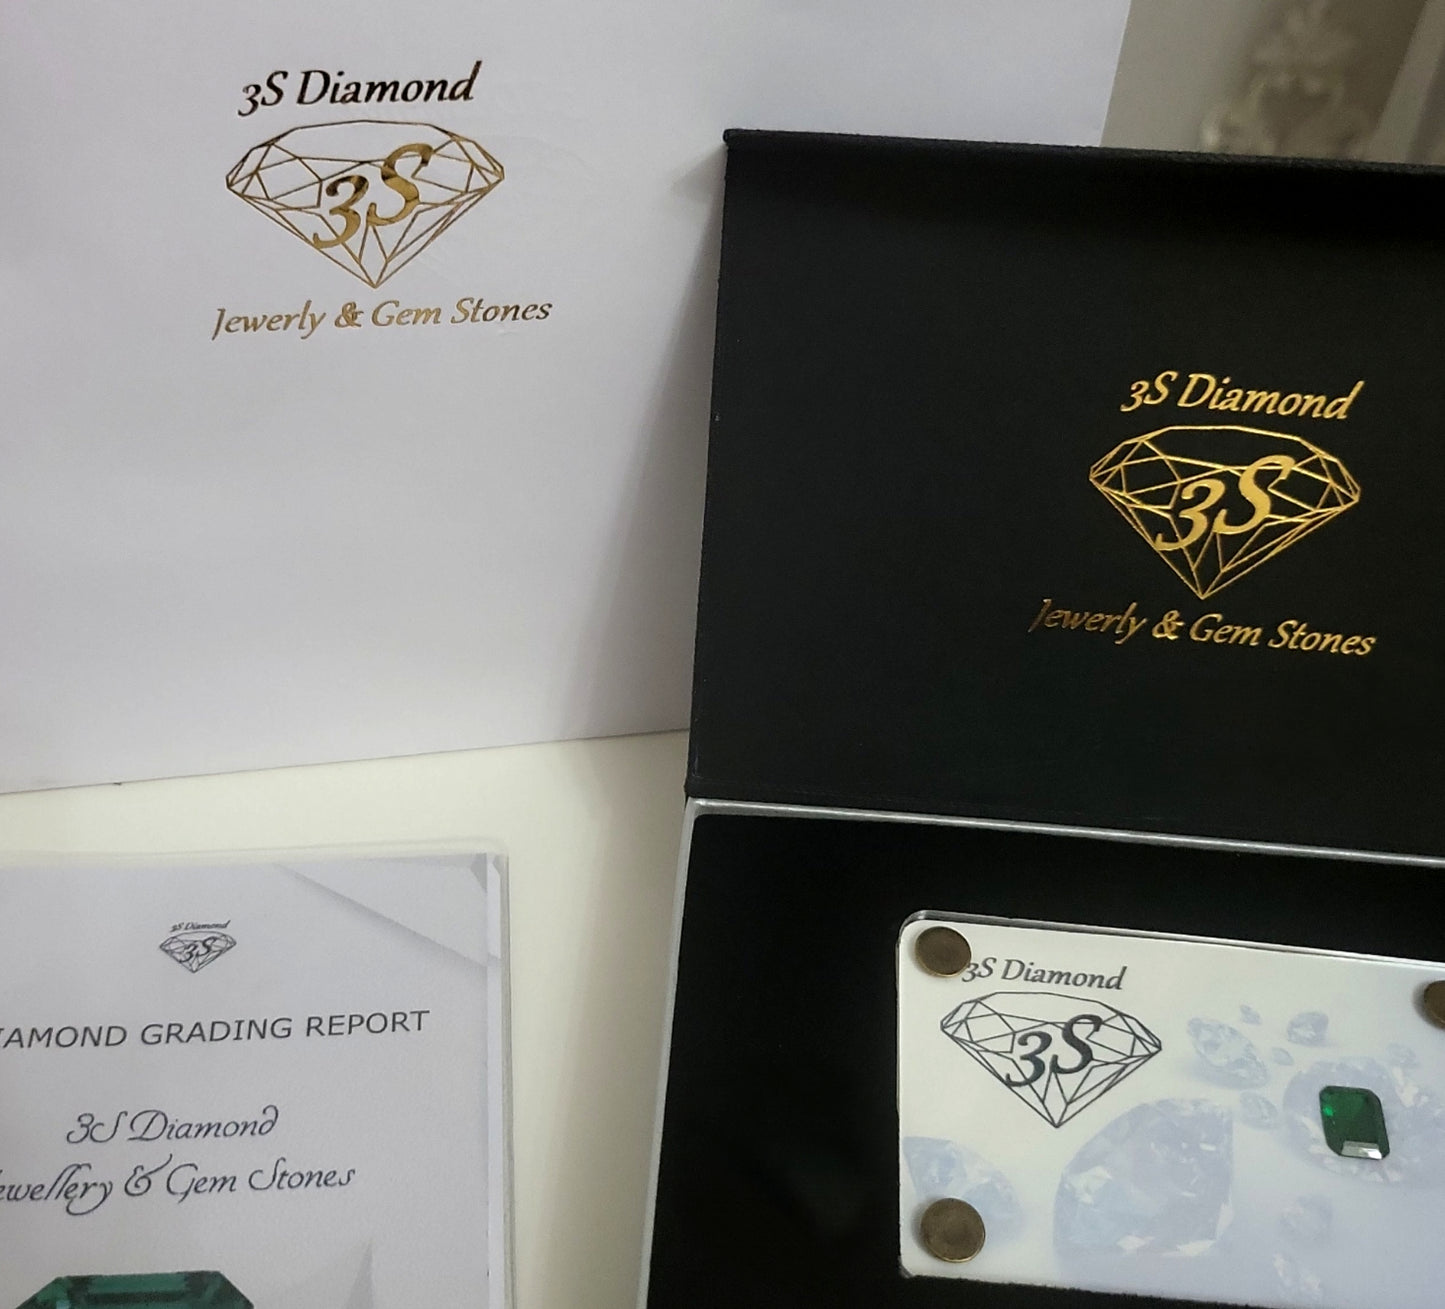 3S Diamond
3S
Jewerly & Gem Stones
3S Diamond
3S
Jewerly & Gem Stones
3S Diamond
3S
IAMOND GRADING REPORT
3S Diamond
ewellery & Gem Stones
3S Diamond
3S